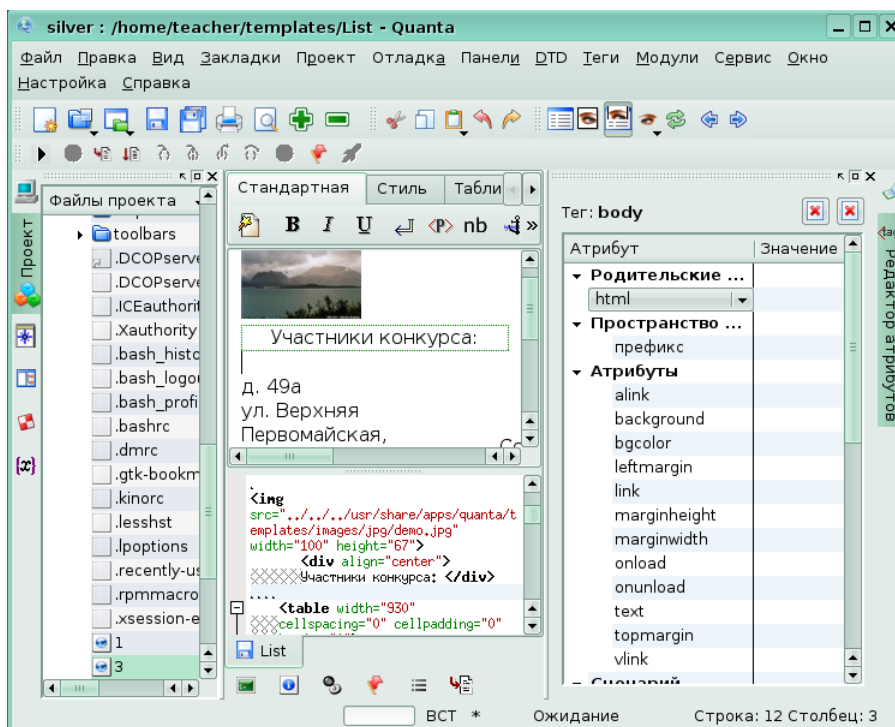 silver : /home/teacher/templates/List - Quanta
Файл Правка Вид Закладки Проект Отладка Панели DTD Теги Модули Сервис Окно
Настройка Справка
Проект
Файлы проекта
toolbars
.DCOPserve
.DCOPserve
.ICEauthorit
.Xauthority
.bash_histo
.bash_logou
.bash_profi
.bashrc
.dmrc
.gtk-bookm
.kinorc
.lesshst
.lpoptions
.recently-us
.rpmmacro
.xsession-e
1
3
Стандартная Стиль Табли
B I U <P> nb »
Участники конкурса:
д. 49а
ул. Верхняя
Первомайская,
<img
src="../../../usr/share/apps/quanta/t
emplates/images/jpg/demo.jpg"
width="100" height="67">
<div align="center">
Участники конкурса: </div>
<table width="930"
cellspacing="0" cellpadding="0"
List
Тег: body
Атрибут Значение
Родительские ...
html
Пространство ...
префикс
Атрибуты
alink
background
bgcolor
leftmargin
link
marginheight
marginwidth
onload
onunload
text
topmargin
vlink
Сценарий
Редактор атрибутов
ВСТ * Ожидание Строка: 12 Столбец: 3